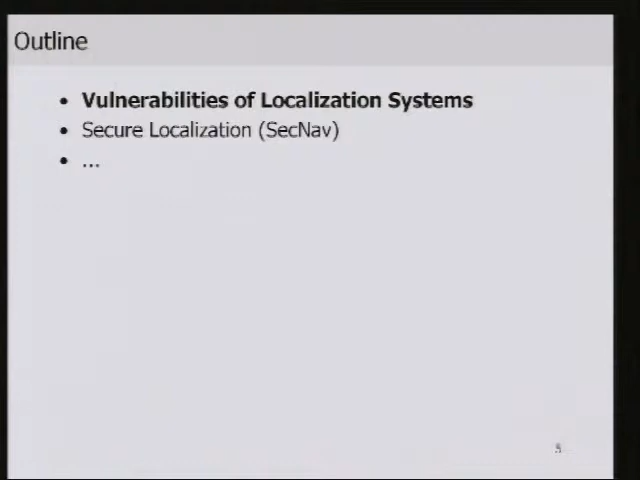 Outline
• Vulnerabilities of Localization Systems
• Secure Localization (SecNav)
• ...